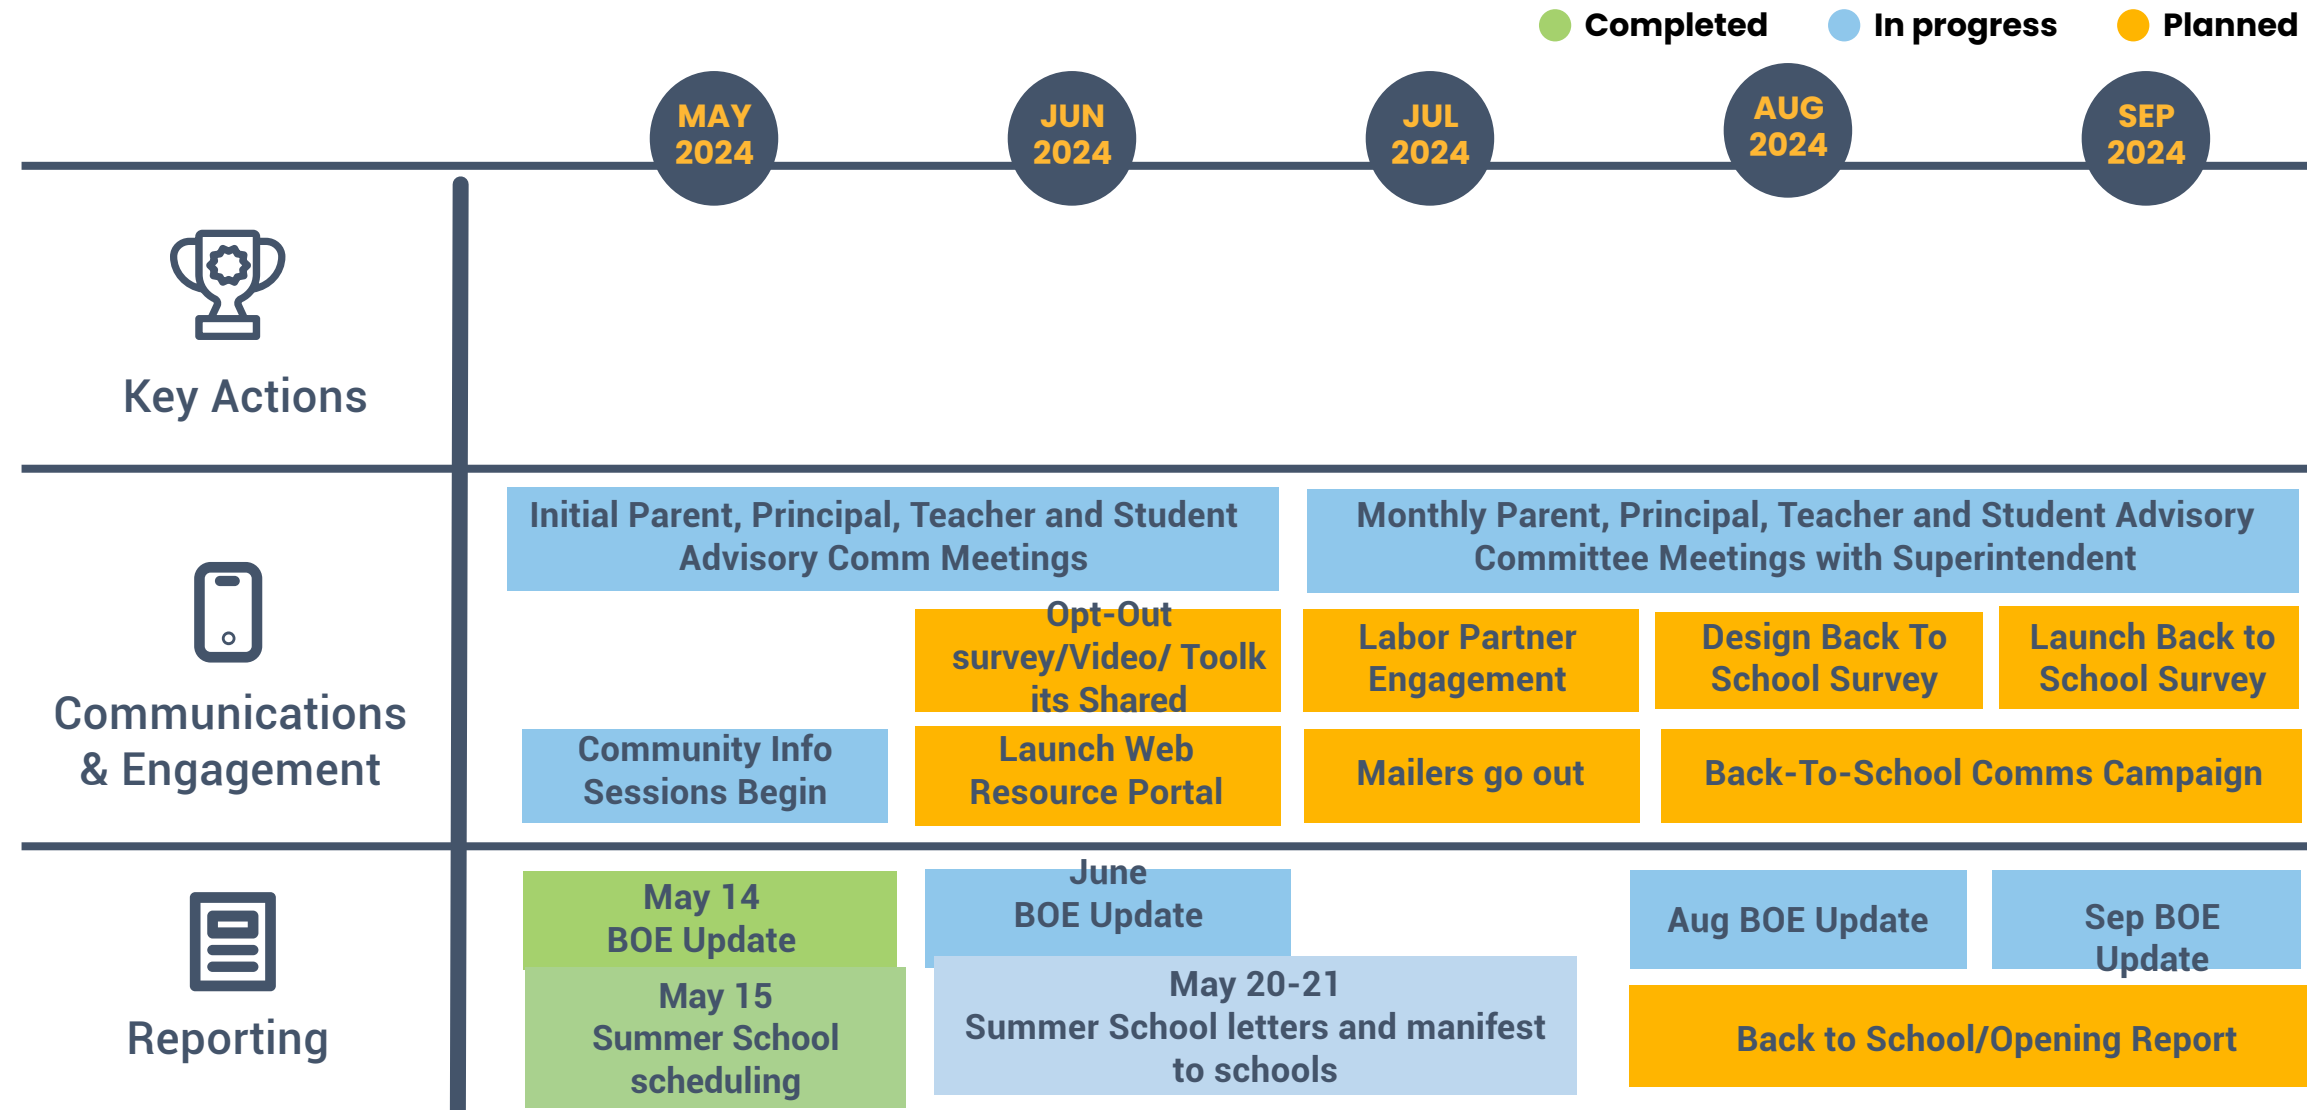 Completed
In progress
Planned
MAY
2024
JUN
2024
JUL
2024
AUG
2024
SEP
2024
Key Actions
Initial Parent, Principal, Teacher and Student
Advisory Comm Meetings
Monthly Parent, Principal, Teacher and Student Advisory
Committee Meetings with Superintendent
Opt-Out
survey/Video/ Toolk
its Shared
Labor Partner
Engagement
Design Back To
School Survey
Launch Back to
School Survey
Communications
& Engagement
Community Info
Sessions Begin
Launch Web
Resource Portal
Mailers go out
Back-To-School Comms Campaign
Reporting
May 14
BOE Update
June
BOE Update
Aug BOE Update
Sep BOE
Update
May 15
Summer School
scheduling
May 20-21
Summer School letters and manifest
to schools
Back to School/Opening Report